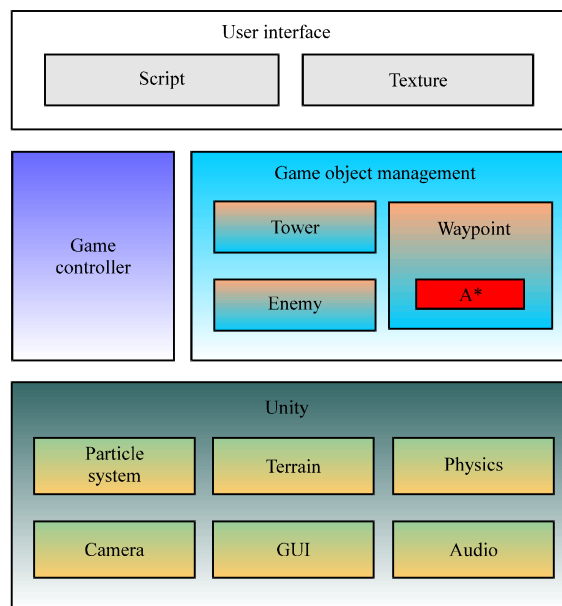 User interface
Script
Texture
Game
controller
Game object management
Tower
Waypoint
Enemy
A*
Unity
Particle
system
Terrain
Physics
Camera
GUI
Audio